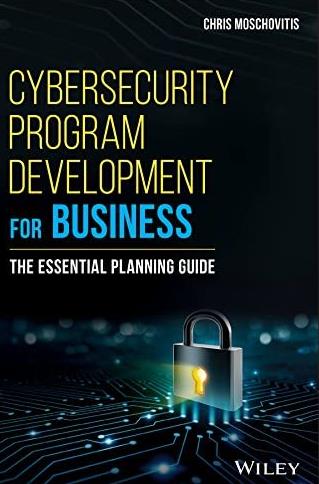 CHRIS MOSCHOVITIS
CYBERSECURITY
PROGRAM
DEVELOPMENT
FOR BUSINESS
THE ESSENTIAL PLANNING GUIDE
WILEY